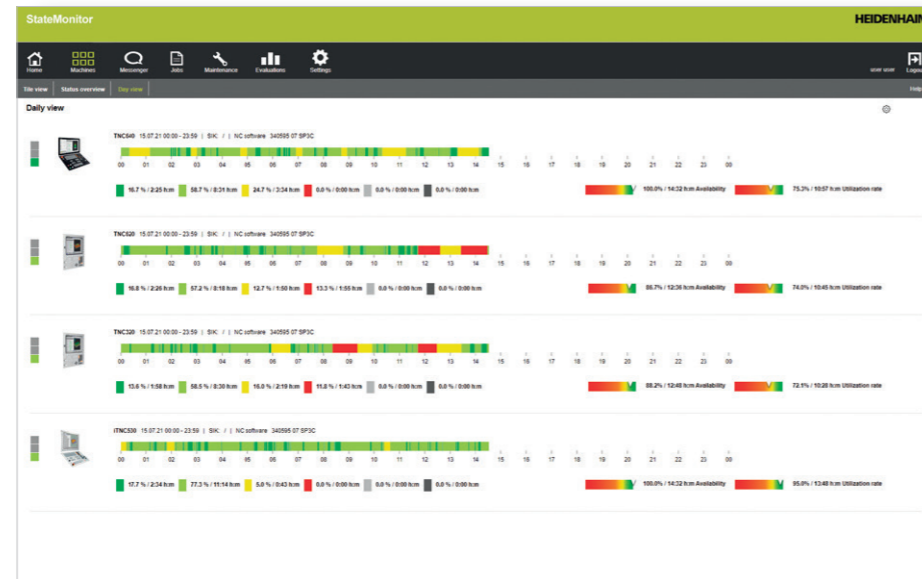 StateMonitor HEIDENHAIN
Home Machines Messenger Jobs Maintenance Evaluations Settings user user Logout
Tile view Status overview Day view Help
Daily view
TNC640 15.07.21 00:00 - 23:59 | SIK: / | NC software 340595 07 SP3C
00 01 02 03 04 05 06 07 08 09 10 11 12 13 14 15 16 17 18 19 20 21 22 23 00
16.7 % / 2:25 h:m 58.7 % / 8:31 h:m 24.7 % / 3:34 h:m 0.0 % / 0:00 h:m 0.0 % / 0:00 h:m 0.0 % / 0:00 h:m 100.0% / 14:32 h:m Availability 75.3% / 10:57 h:m Utilization rate
TNC620 15.07.21 00:00 - 23:59 | SIK: / | NC software 340595 07 SP3C
00 01 02 03 04 05 06 07 08 09 10 11 12 13 14 15 16 17 18 19 20 21 22 23 00
16.8 % / 2:26 h:m 57.2 % / 8:18 h:m 12.7 % / 1:50 h:m 13.3 % / 1:55 h:m 0.0 % / 0:00 h:m 0.0 % / 0:00 h:m 86.7% / 12:36 h:m Availability 74.0% / 10:45 h:m Utilization rate
TNC320 15.07.21 00:00 - 23:59 | SIK: / | NC software 340595 07 SP3C
00 01 02 03 04 05 06 07 08 09 10 11 12 13 14 15 16 17 18 19 20 21 22 23 00
13.6 % / 1:58 h:m 58.5 % / 8:30 h:m 16.0 % / 2:19 h:m 11.8 % / 1:43 h:m 0.0 % / 0:00 h:m 0.0 % / 0:00 h:m 88.2% / 12:48 h:m Availability 72.1% / 10:28 h:m Utilization rate
iTNC530 15.07.21 00:00 - 23:59 | SIK: / | NC software 340595 07 SP3C
00 01 02 03 04 05 06 07 08 09 10 11 12 13 14 15 16 17 18 19 20 21 22 23 00
17.7 % / 2:34 h:m 77.3 % / 11:14 h:m 5.0 % / 0:43 h:m 0.0 % / 0:00 h:m 0.0 % / 0:00 h:m 0.0 % / 0:00 h:m 100.0% / 14:32 h:m Availability 95.0% / 13:48 h:m Utilization rate